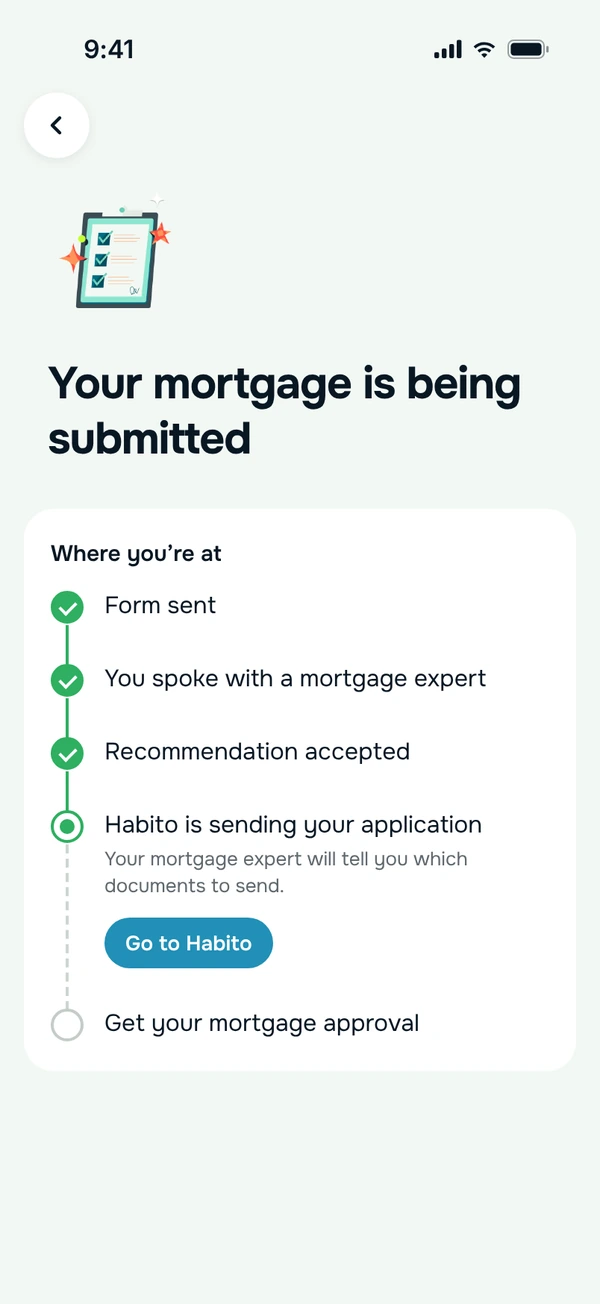 9:41
Your mortgage is being
submitted
Where you’re at
Form sent
You spoke with a mortgage expert
Recommendation accepted
Habito is sending your application
Your mortgage expert will tell you which
documents to send.
Go to Habito
Get your mortgage approval